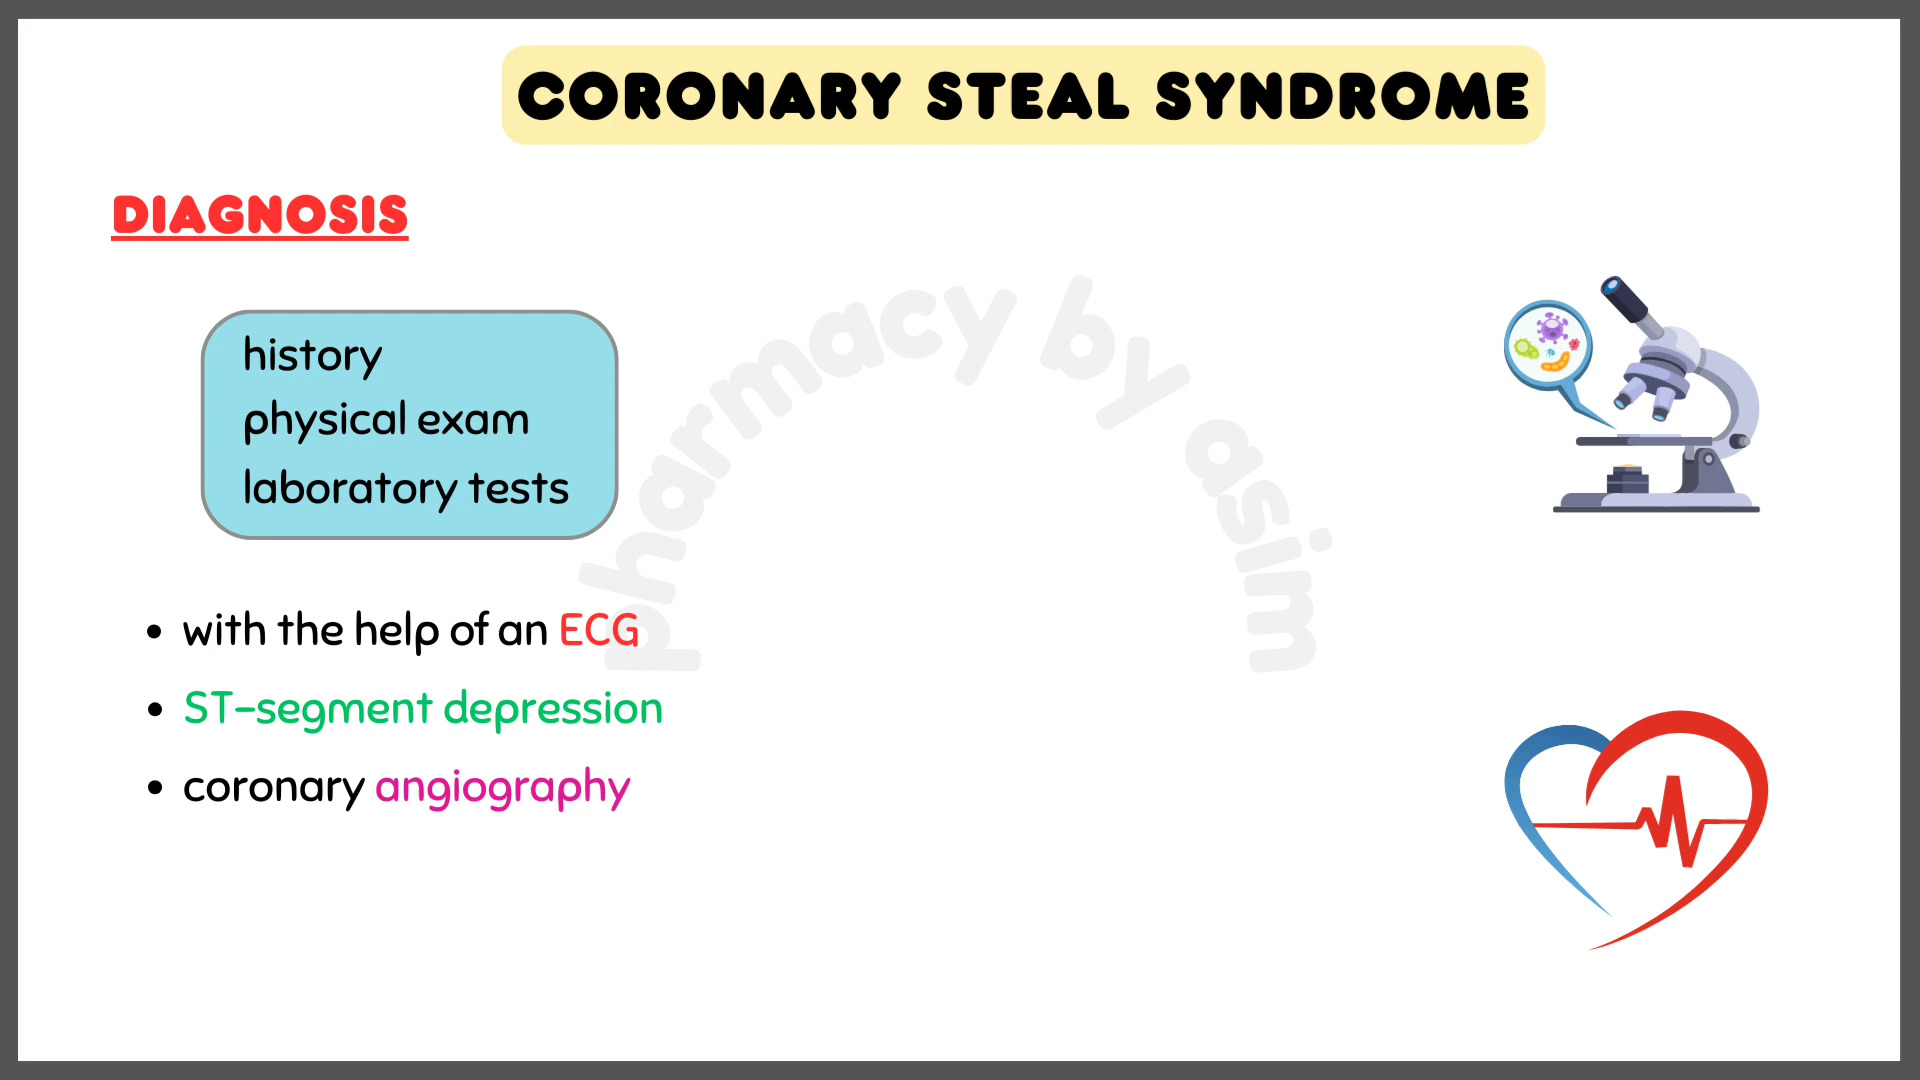 CORONARY STEAL SYNDROME
DIAGNOSIS
history
physical exam
laboratory tests
pharmacy by asim
• with the help of an ECG
• ST-segment depression
• coronary angiography